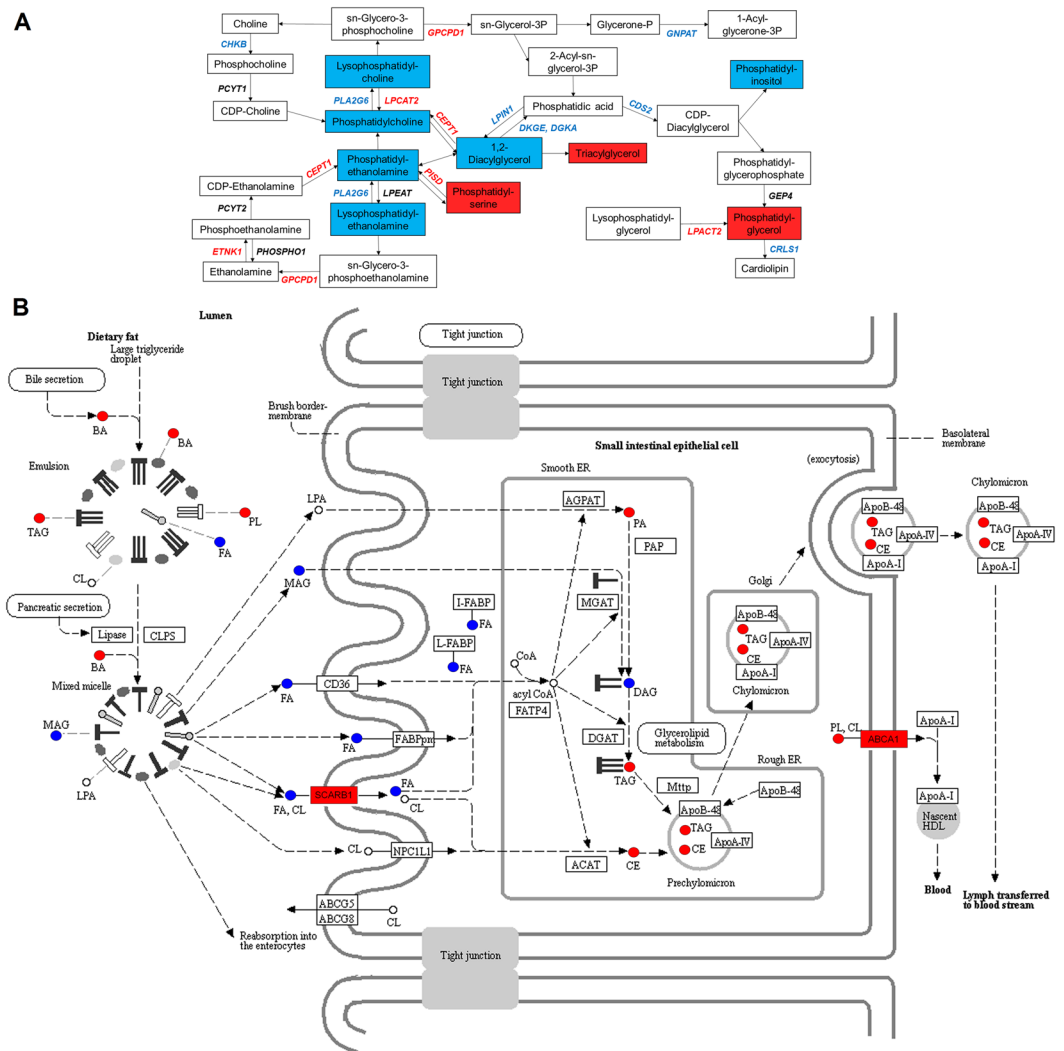 A
Choline
sn-Glycero-3-
phosphocholine
sn-Glycerol-3P
Glycerone-P
1-Acyl-
glycerone-3P
GPCPD1
GNPAT
CHKB
Phosphocholine
Lysophosphatidyl-
choline
2-Acyl-sn-
glycerol-3P
Phosphatidyl-
inositol
PCYT1
PLA2G6
LPCAT2
LPIN1
CDP-Choline
Phosphatidylcholine
CEPT1
Phosphatidic acid
CDS2
CDP-
Diacylglycerol
DKGE, DGKA
1,2-
Diacylglycerol
Triacylglycerol
Phosphatidyl-
ethanolamine
CEPT1
PISD
Phosphatidyl-
glycerophosphate
CDP-Ethanolamine
PLA2G6
LPEAT
Phosphatidyl-
serine
GEP4
PCYT2
Phosphoethanolamine
Lysophosphatidyl-
ethanolamine
Lysophosphatidyl-
glycerol
LPACT2
Phosphatidyl-
glycerol
ETNK1
PHOSPHO1
CRLS1
Ethanolamine
GPCPD1
sn-Glycero-3-
phosphoethanolamine
Cardiolipin
B
Lumen
Dietary fat
Large triglyceride
droplet
Tight junction
Bile secretion
Tight junction
BA
BA
Brush border-
membrane
Small intestinal epithelial cell
Basolateral
membrane
Emulsion
Smooth ER
(exocytosis)
Chylomicron
LPA
AGPAT
ApoB-48
ApoB-48
TAG
PL
PA
TAG
ApoA-IV
TAG
ApoA-IV
FA
PAP
CE
CE
CL
MAG
ApoA-I
ApoA-I
Golgi
Pancreatic secretion
I-FABP
MGAT
FA
ApoB-48
Lipase
CLPS
L-FABP
TAG
ApoA-IV
BA
FA
CoA
CE
ApoA-I
Mixed micelle
CD36
acyl CoA
DAG
Chylomicron
FA
FATP4
MAG
PL, CL
ApoA-I
FA
FABPpm
DGAT
Glycerolipid
metabolism
ABCA1
Rough ER
LPA
TAG
Mttp
FA
SCARB1
ApoB-48
ApoA-I
FA, CL
CL
ApoB-48
Nascent
HDL
TAG
CL
NPC1L1
ACAT
CE
CE
ApoA-IV
Prechylomicron
Blood
Lymph transferred
to blood stream
ABCG5
ABCG8
CL
Reabsorption into
the enterocytes
Tight junction